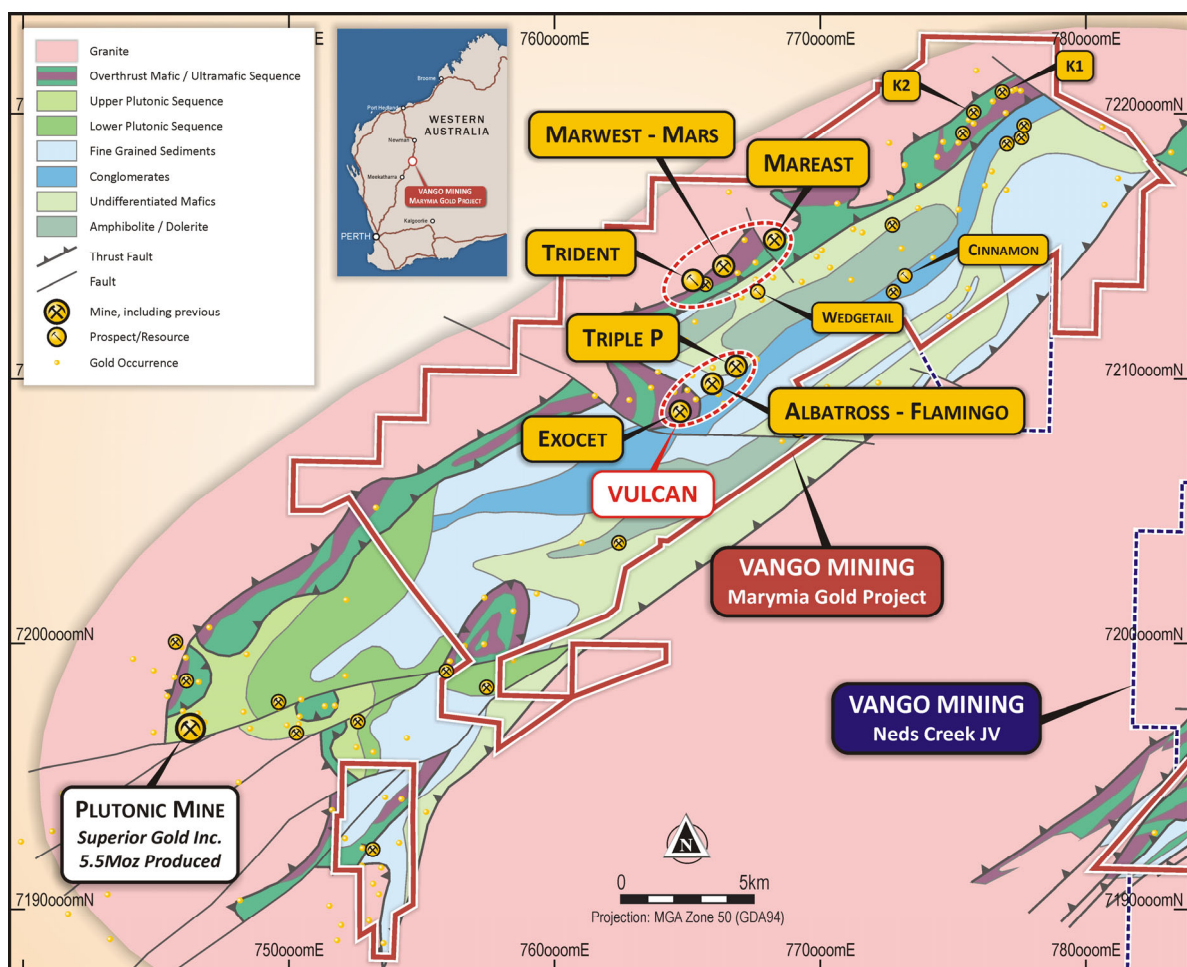 Granite
Overthrust Mafic / Ultramafic Sequence
Upper Plutonic Sequence
Lower Plutonic Sequence
Fine Grained Sediments
Conglomerates
Undifferentiated Mafics
Amphibolite / Dolerite
Thrust Fault
Fault
Mine, including previous
Prospect/Resource
Gold Occurrence
Broome
Port Hedland
WESTERN
AUSTRALIA
Newman
Meekatharra
VANGO MINING
MARYMIA GOLD PROJECT
Kalgoorlie
PERTH
E
760000mE
770000mE
780000mE
7220000mN
72
7210000mN
7200000mN
7200000mN
7190000mN
7190000mN
750000mE
760000mE
770000mE
780000mE
K1
K2
MARWEST - MARS
MAREAST
TRIDENT
CINNAMON
WEDGETAIL
TRIPLE P
ALBATROSS - FLAMINGO
EXOCET
VULCAN
VANGO MINING
Marymia Gold Project
VANGO MINING
Neds Creek JV
PLUTONIC MINE
Superior Gold Inc.
5.5Moz Produced
N
0 5km
Projection: MGA Zone 50 (GDA94)